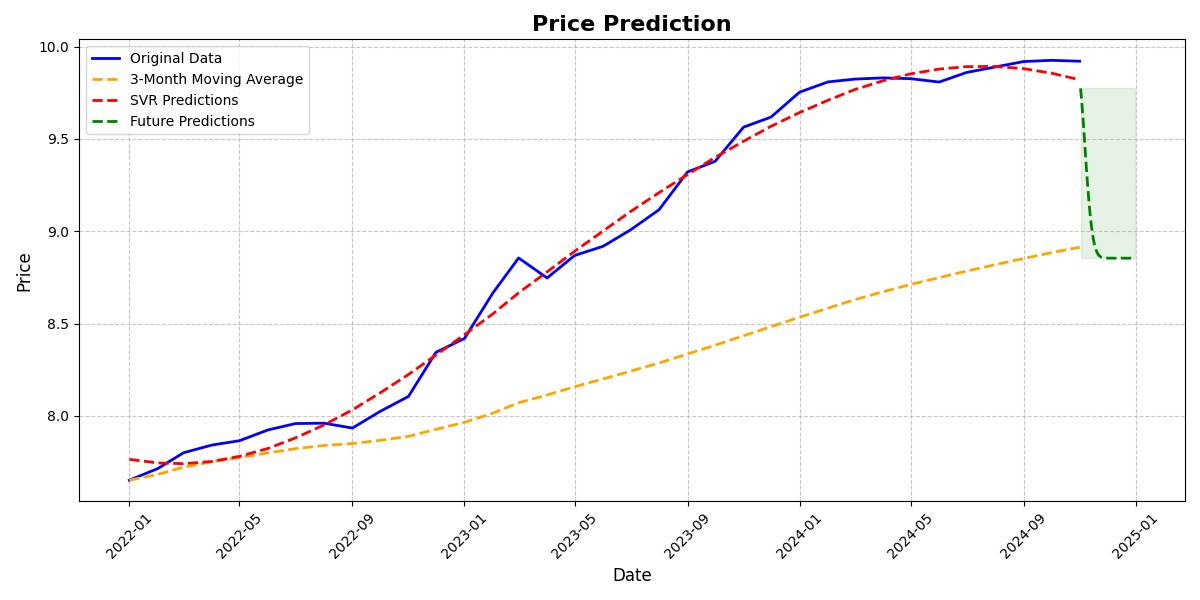 Price Prediction
Original Data
3-Month Moving Average
SVR Predictions
Future Predictions
Price
10.0
9.5
9.0
8.5
8.0
2022-01
2022-05
2022-09
2023-01
2023-05
2023-09
2024-01
2024-05
2024-09
2025-01
Date